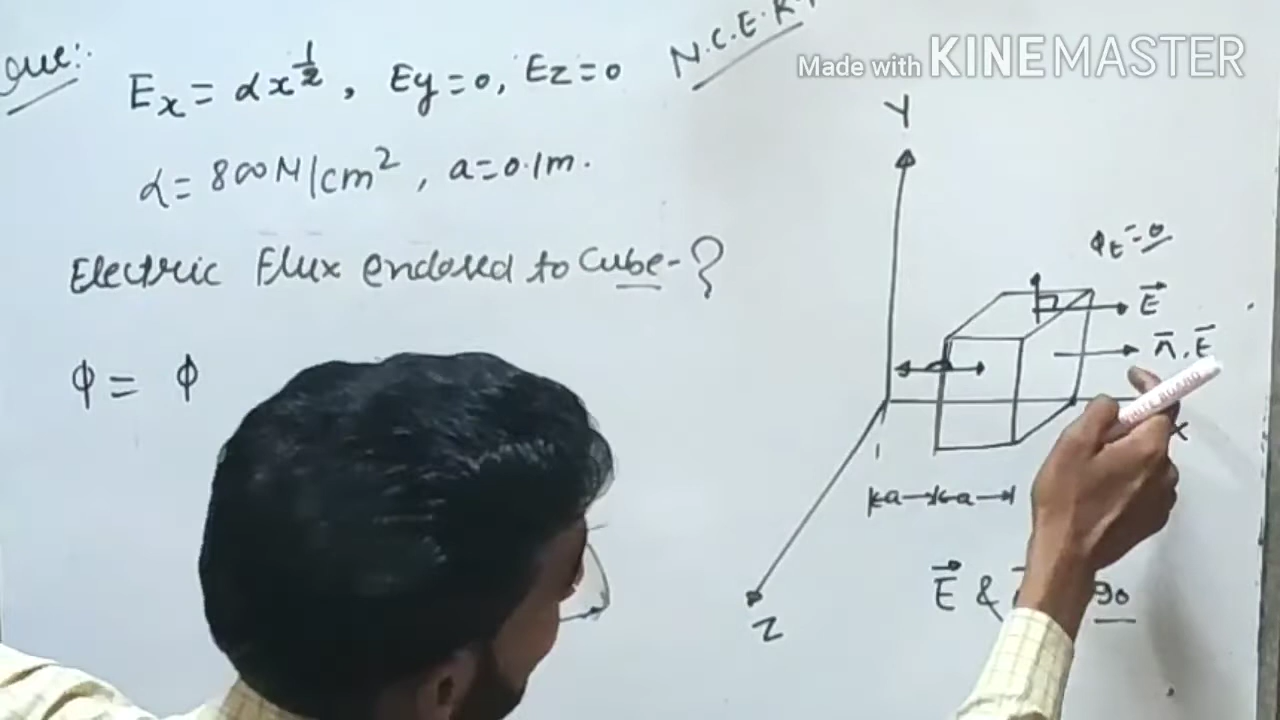 Made with KINEMASTER
N.C.E.R.
Que:-
Eₓ = αx^½, Ey=0, Ez=0
α = 800 N/cm², a=0.1m.
Electric Flux enclosed to Cube-?
ϕ = ϕ
Y
ϕE=0
E⃗
n̄, Ē
x
a a
Z
E⃗ & 90